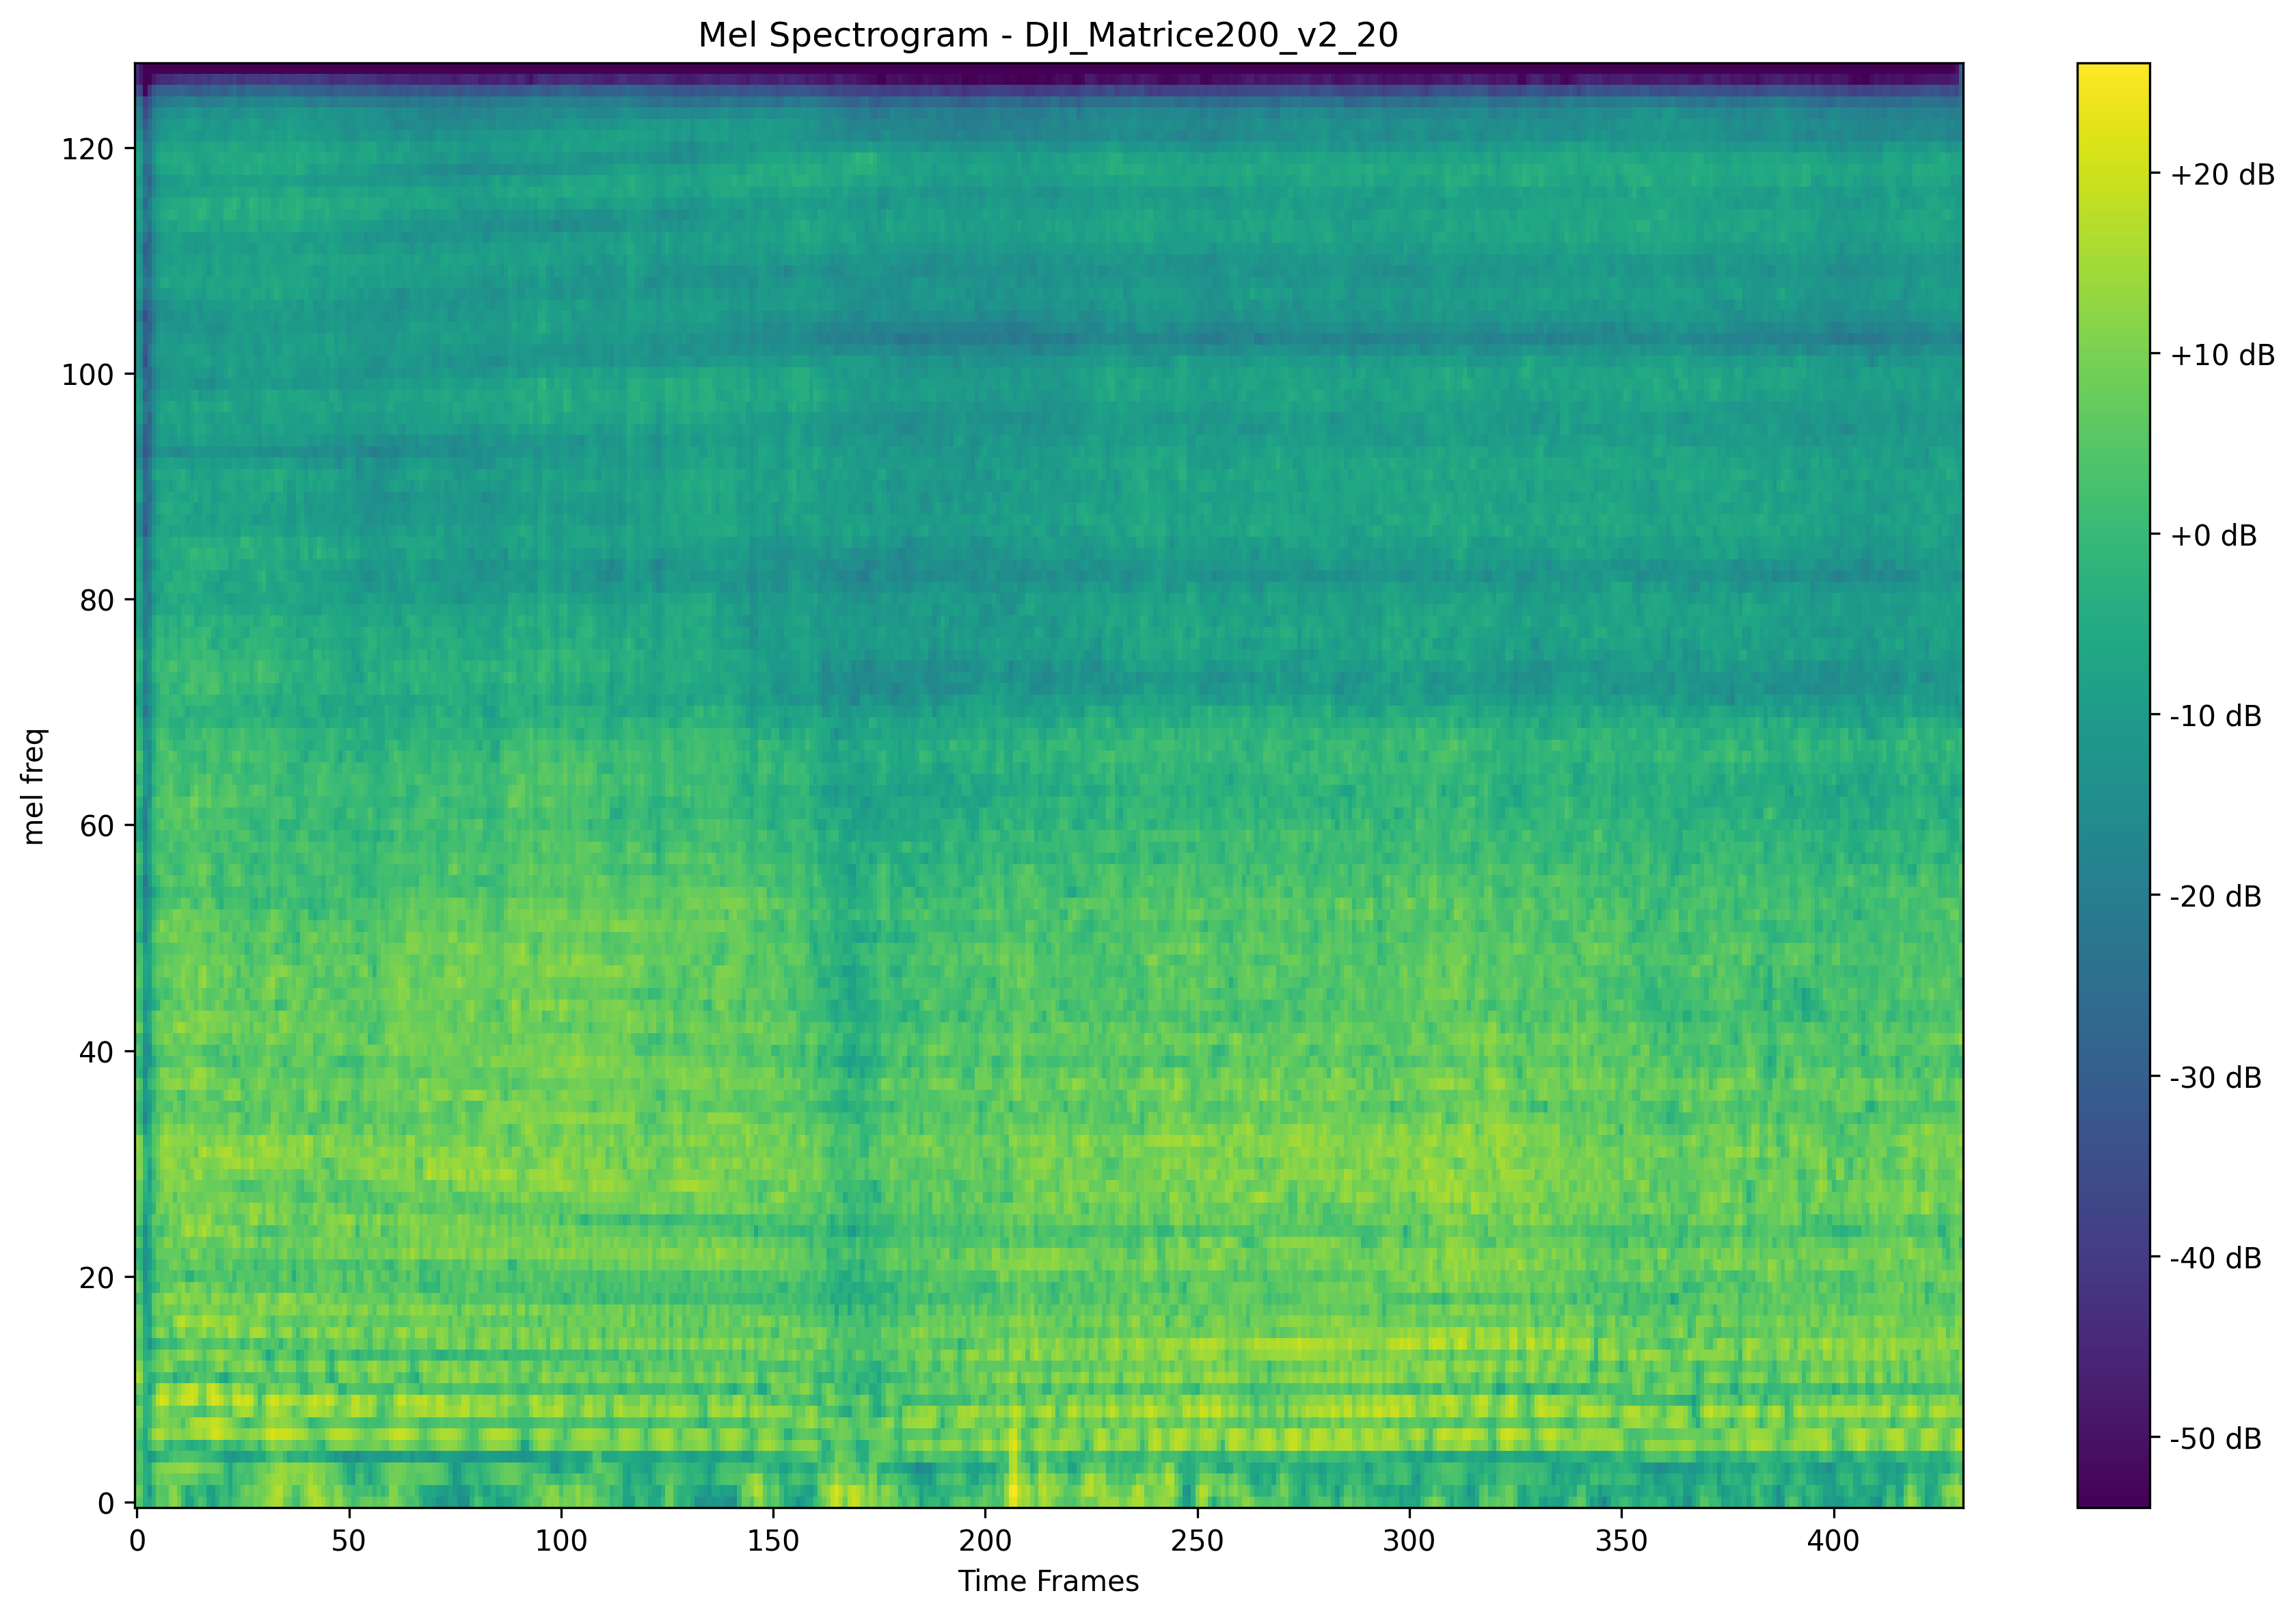 Mel Spectrogram - DJI_Matrice200_v2_20
mel freq
120
100
80
60
40
20
0
0 50 100 150 200 250 300 350 400
Time Frames
+20 dB
+10 dB
+0 dB
-10 dB
-20 dB
-30 dB
-40 dB
-50 dB